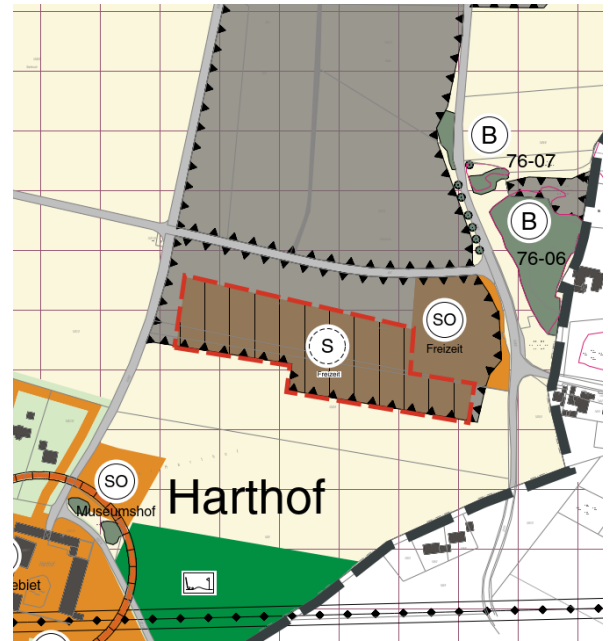 B
76-07
B
76-06
SO
Freizeit
S
Freizeit
SO
Museumshof
Harthof
ebiet